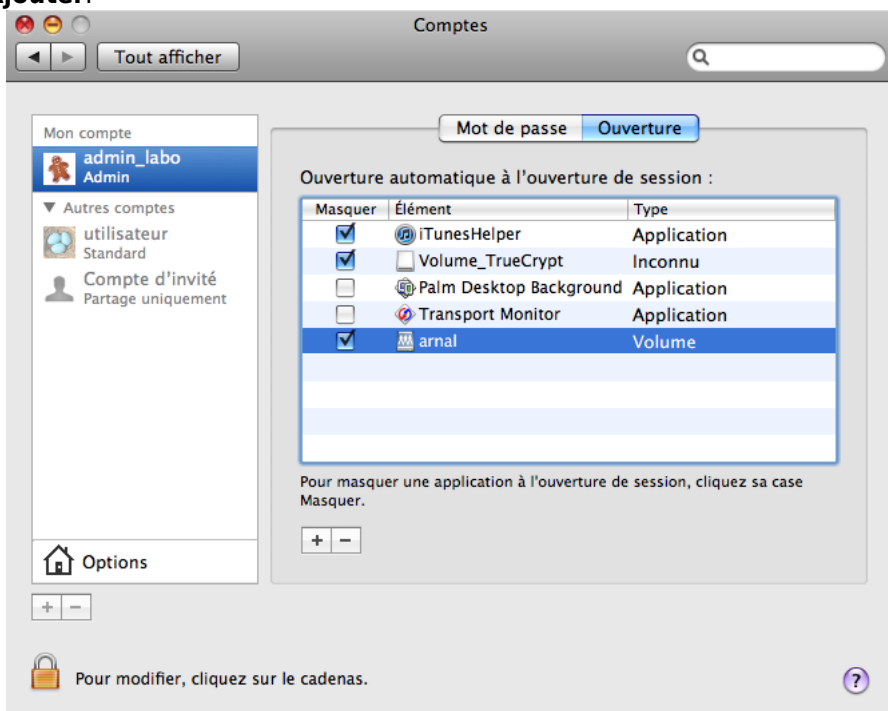 jouter.
Comptes
Tout afficher
Mon compte
admin_labo
Admin
Autres comptes
utilisateur
Standard
Compte d'invité
Partage uniquement
Options
Mot de passe Ouverture
Ouverture automatique à l'ouverture de session :
Masquer Élément Type
iTunesHelper Application
Volume_TrueCrypt Inconnu
Palm Desktop Background Application
Transport Monitor Application
arnal Volume
Pour masquer une application à l'ouverture de session, cliquez sa case
Masquer.
+ −
+ −
Pour modifier, cliquez sur le cadenas.
?